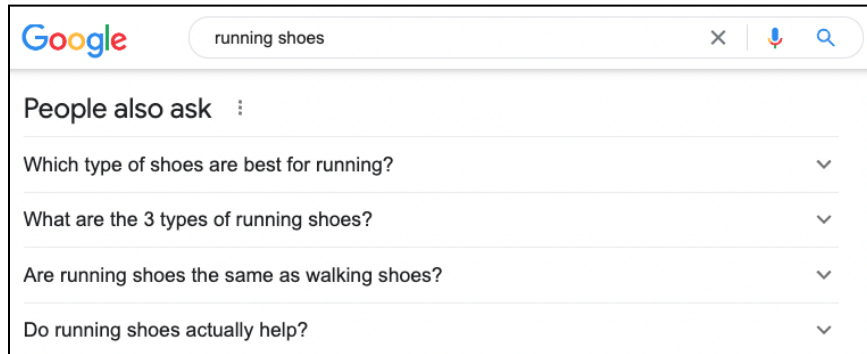 Google
running shoes
People also ask
Which type of shoes are best for running?
What are the 3 types of running shoes?
Are running shoes the same as walking shoes?
Do running shoes actually help?